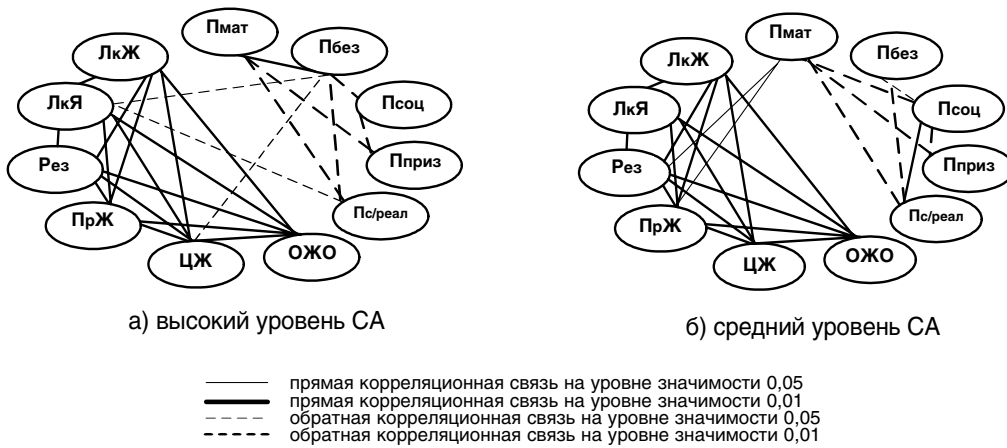 Пмат
Пбез
ЛкЖ
ЛкЯ
Псоц
Рез
Пприз
ПрЖ
Пс/реал
ЦЖ
ОЖО
а) высокий уровень СА
Пмат
Пбез
ЛкЖ
ЛкЯ
Псоц
Рез
Пприз
ПрЖ
Пс/реал
ЦЖ
ОЖО
б) средний уровень СА
прямая корреляционная связь на уровне значимости 0,05
прямая корреляционная связь на уровне значимости 0,01
обратная корреляционная связь на уровне значимости 0,05
обратная корреляционная связь на уровне значимости 0,01